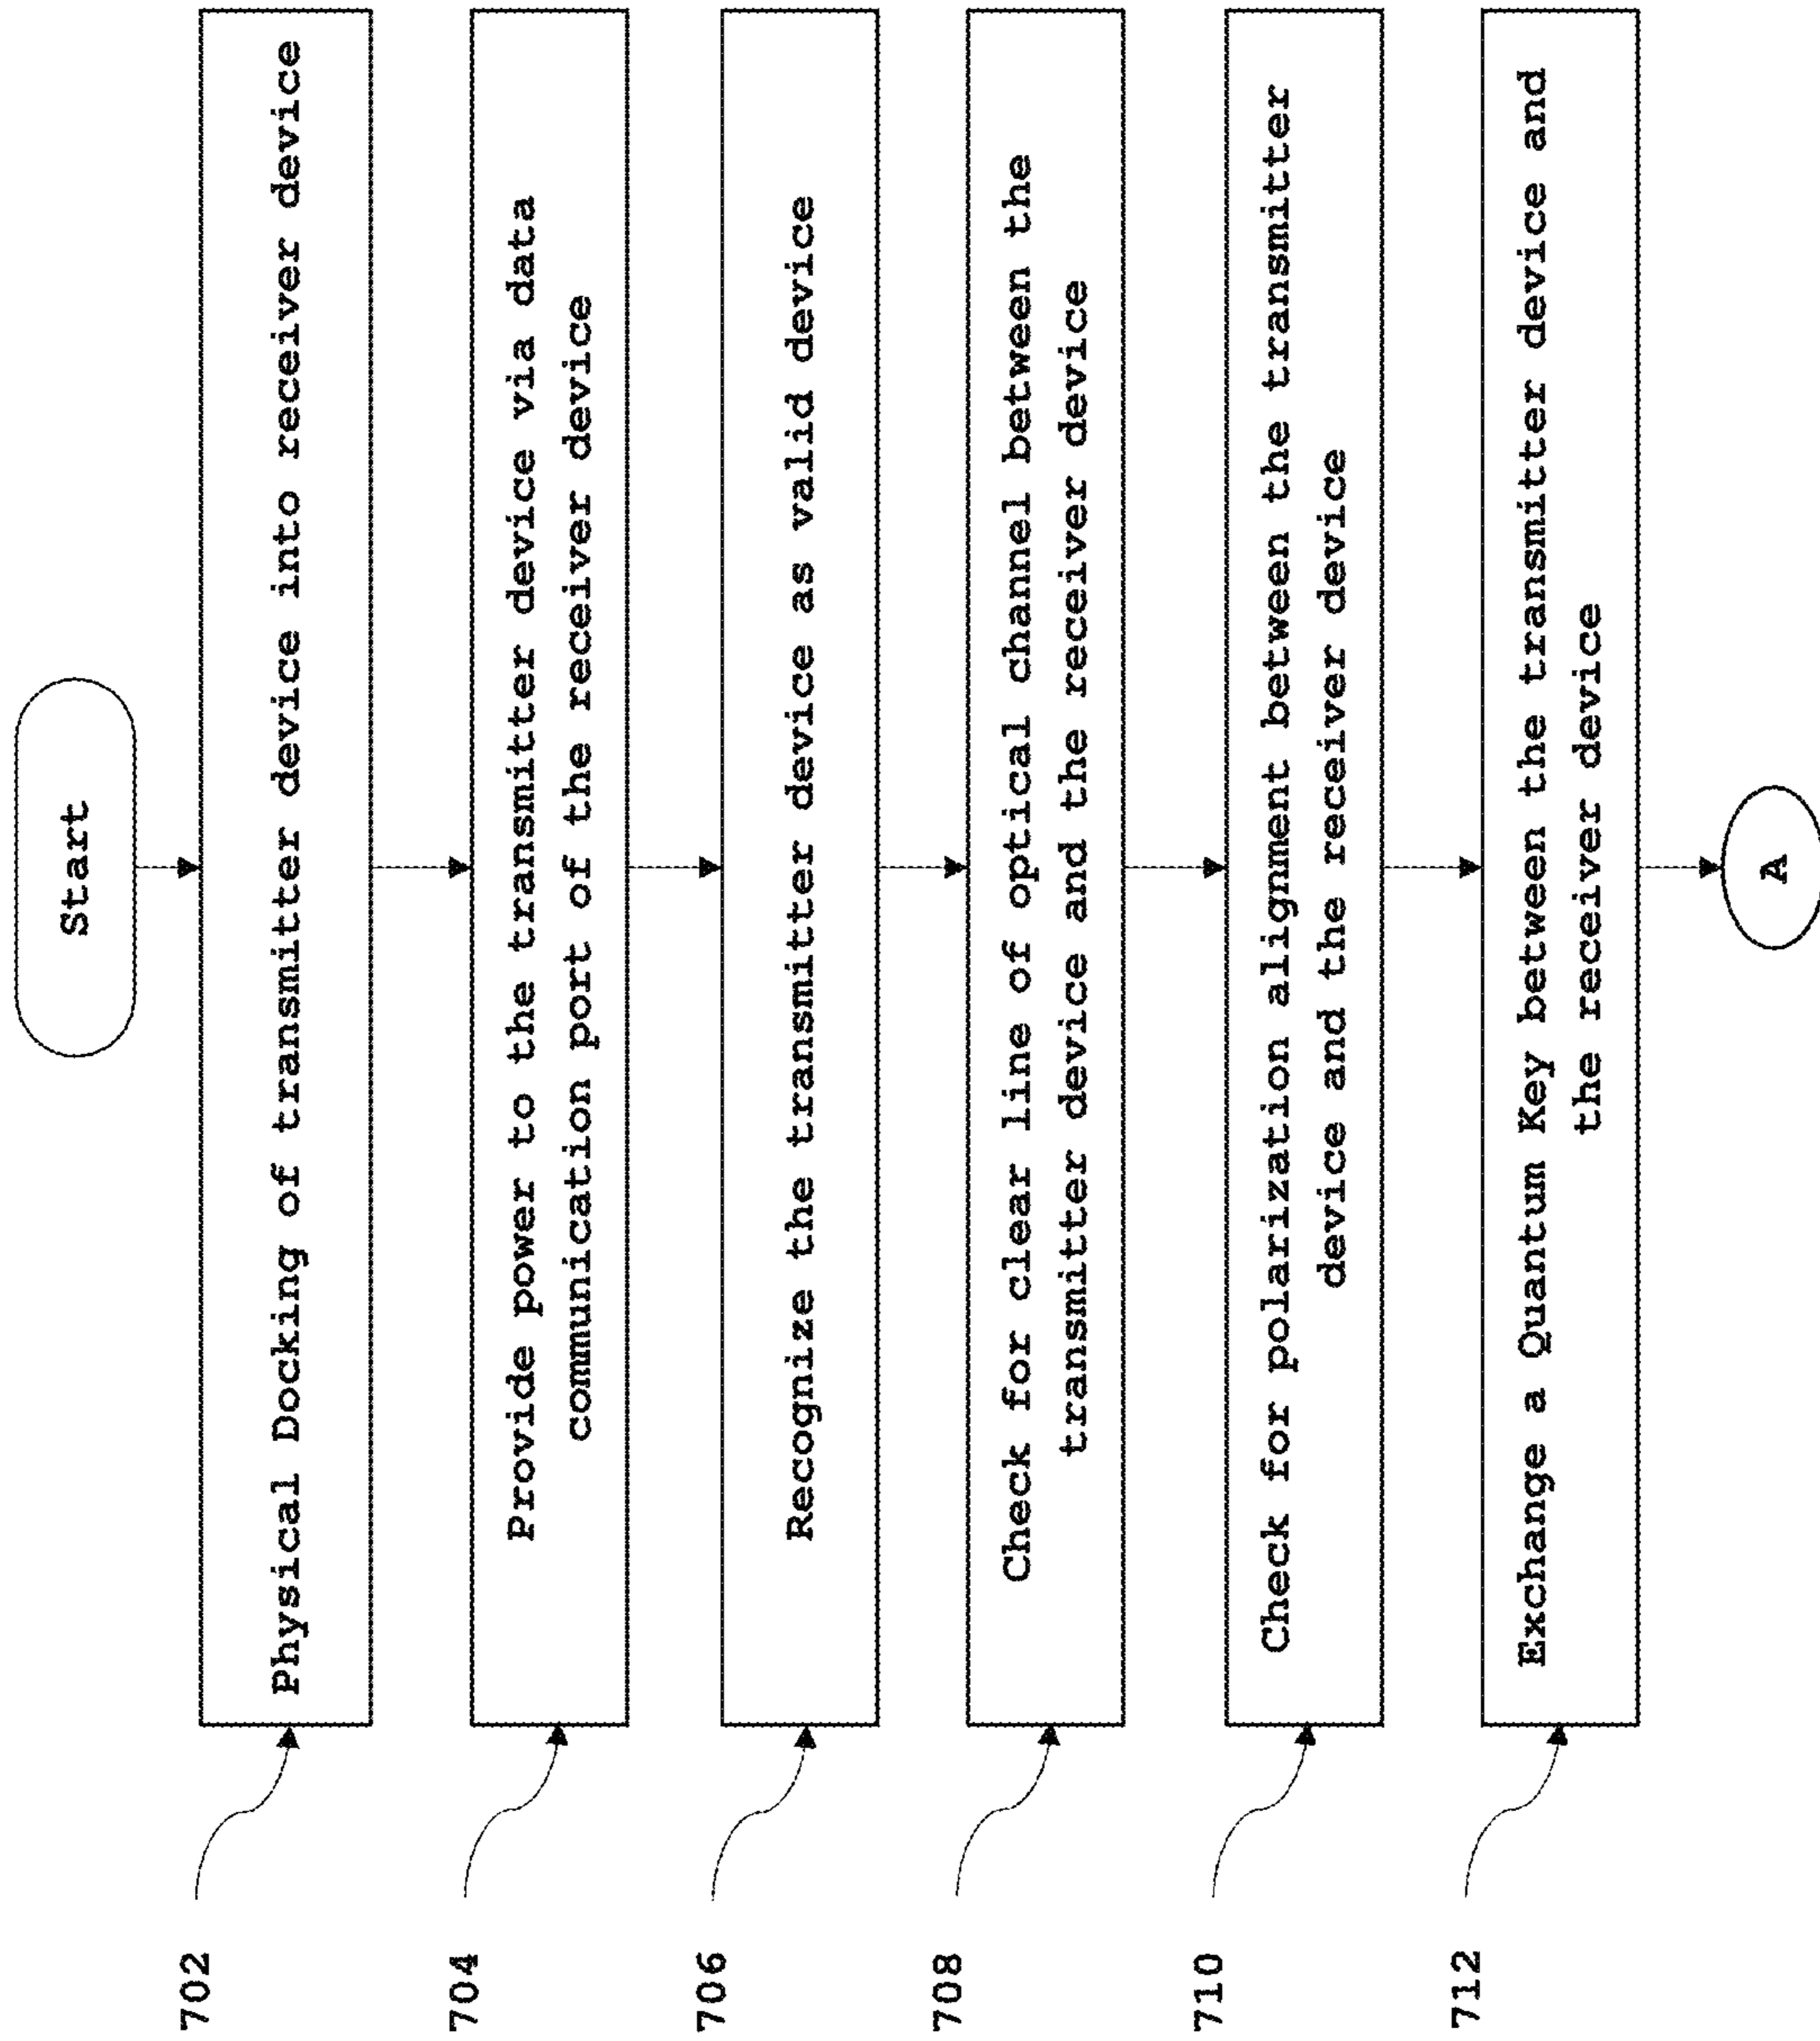 Start
702
Physical Docking of transmitter device into receiver device
704
Provide power to the transmitter device via data
communication port of the receiver device
706
Recognize the transmitter device as valid device
708
Check for clear line of optical channel between the
transmitter device and the receiver device
710
Check for polarization alignment between the transmitter
device and the receiver device
712
Exchange a Quantum Key between the transmitter device and
the receiver device
A